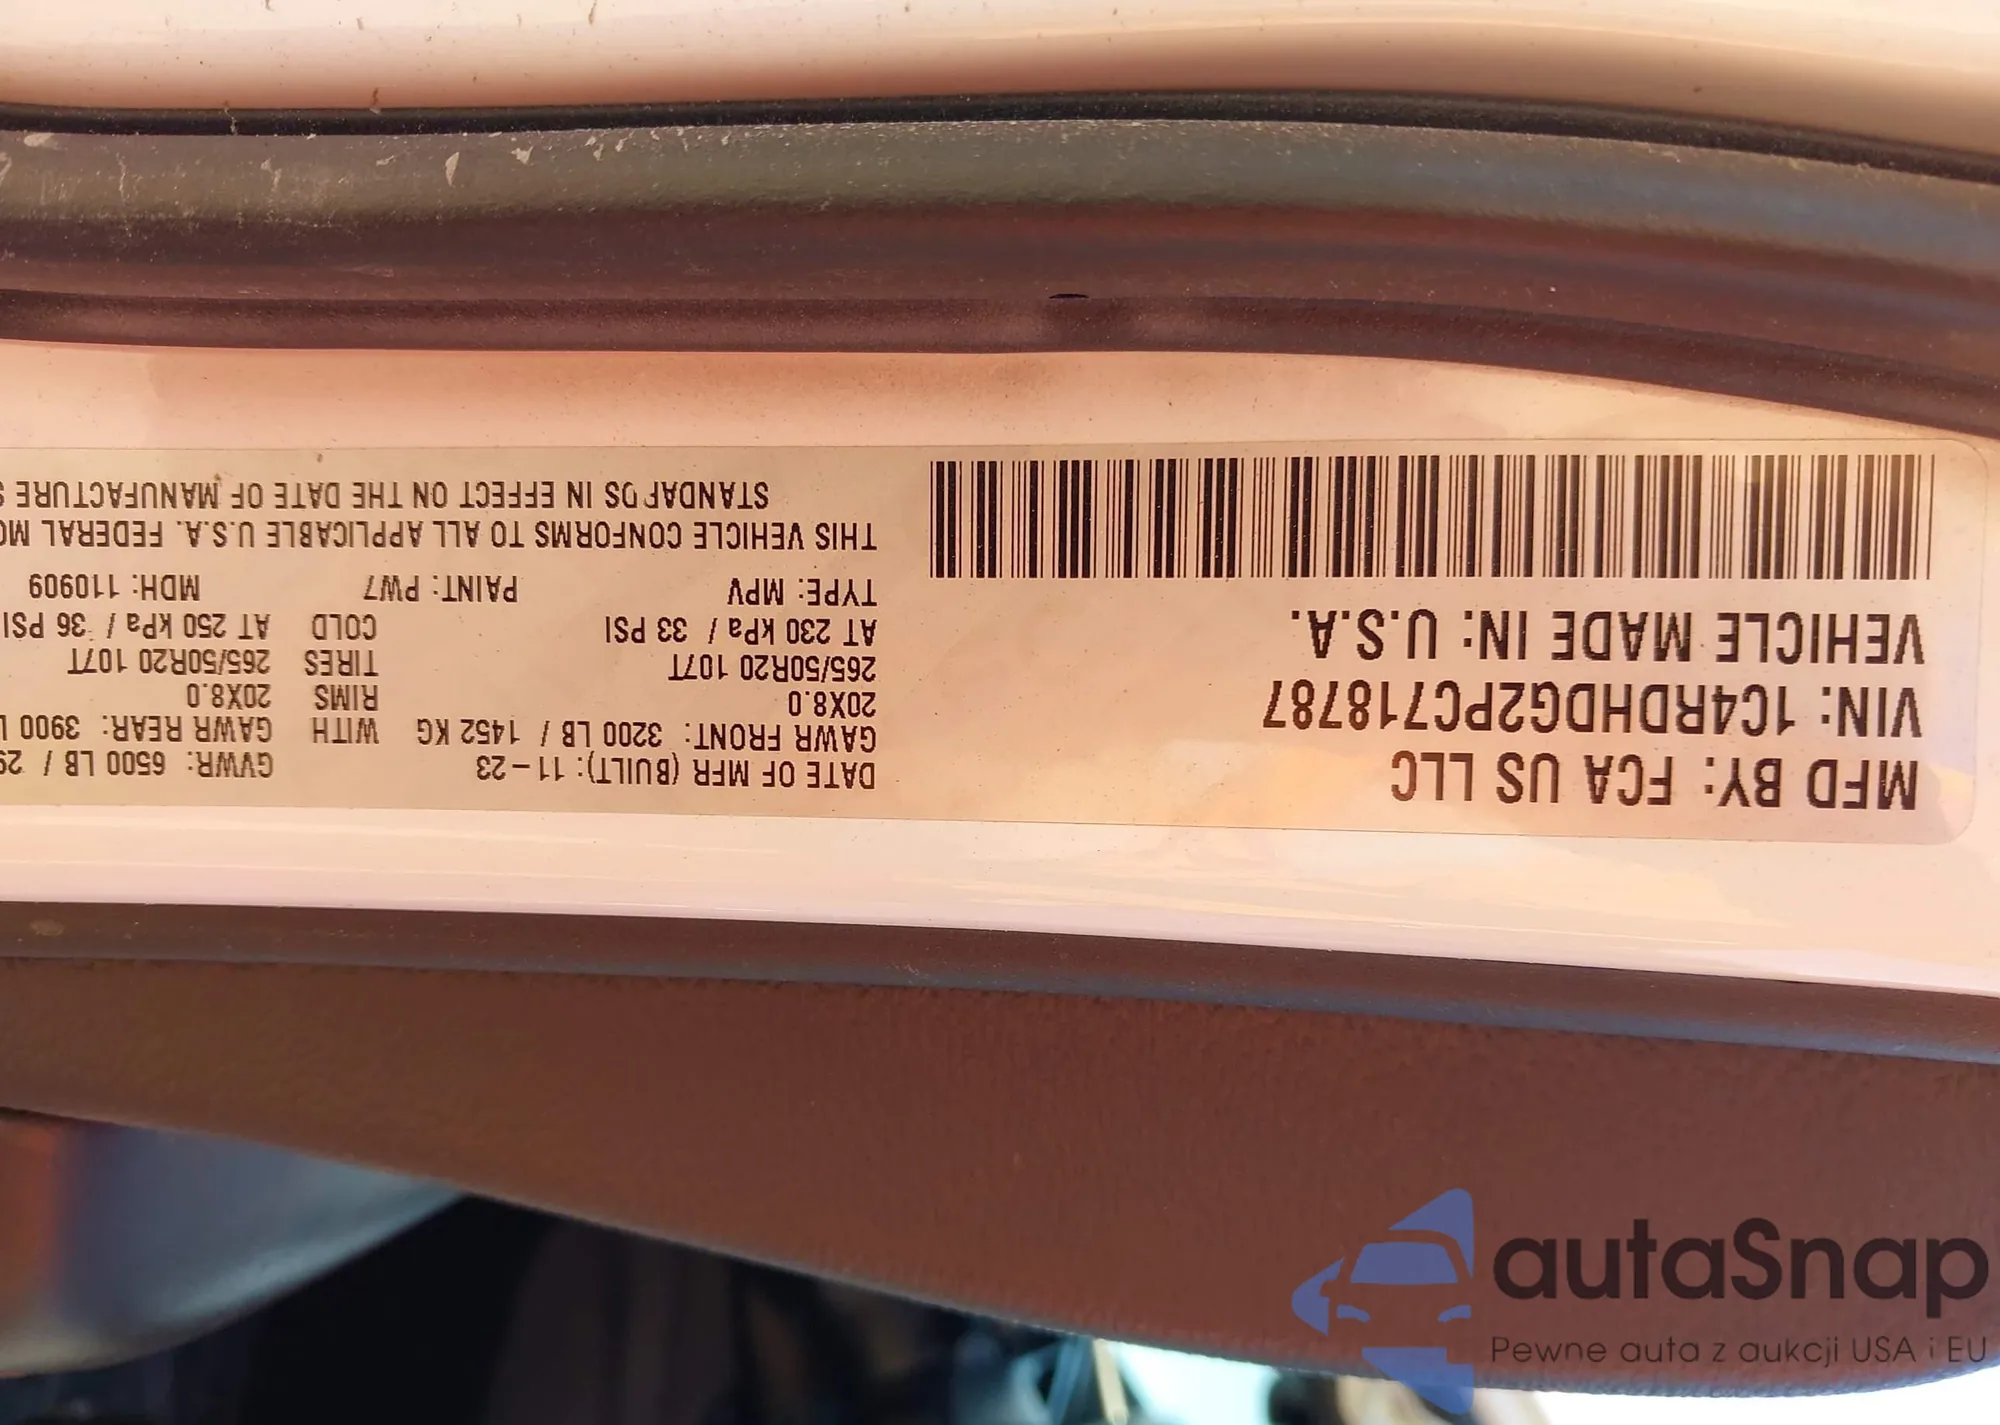 MFD BY: FCA US LLC
VIN: 1C4RDHDG2PC718787
VEHICLE MADE IN: U.S.A.
DATE OF MFR (BUILT): 11-23 GVWR: 6500 LB /
GAWR FRONT: 3200 LB / 1452 KG WITH GAWR REAR: 3900
20X8.0 RIMS 20X8.0
265/50R20 107T TIRES 265/50R20 107T
AT 230 kPa / 33 PSI COLD AT 250 kPa / 36 PSI
TYPE: MPV PAINT: PW7 MDH: 110909
THIS VEHICLE CONFORMS TO ALL APPLICABLE U.S.A. FEDERAL
STANDARDS IN EFFECT ON THE DATE OF MANUFACTURE
autaSnap
Pewne auta z aukcji USA i EU